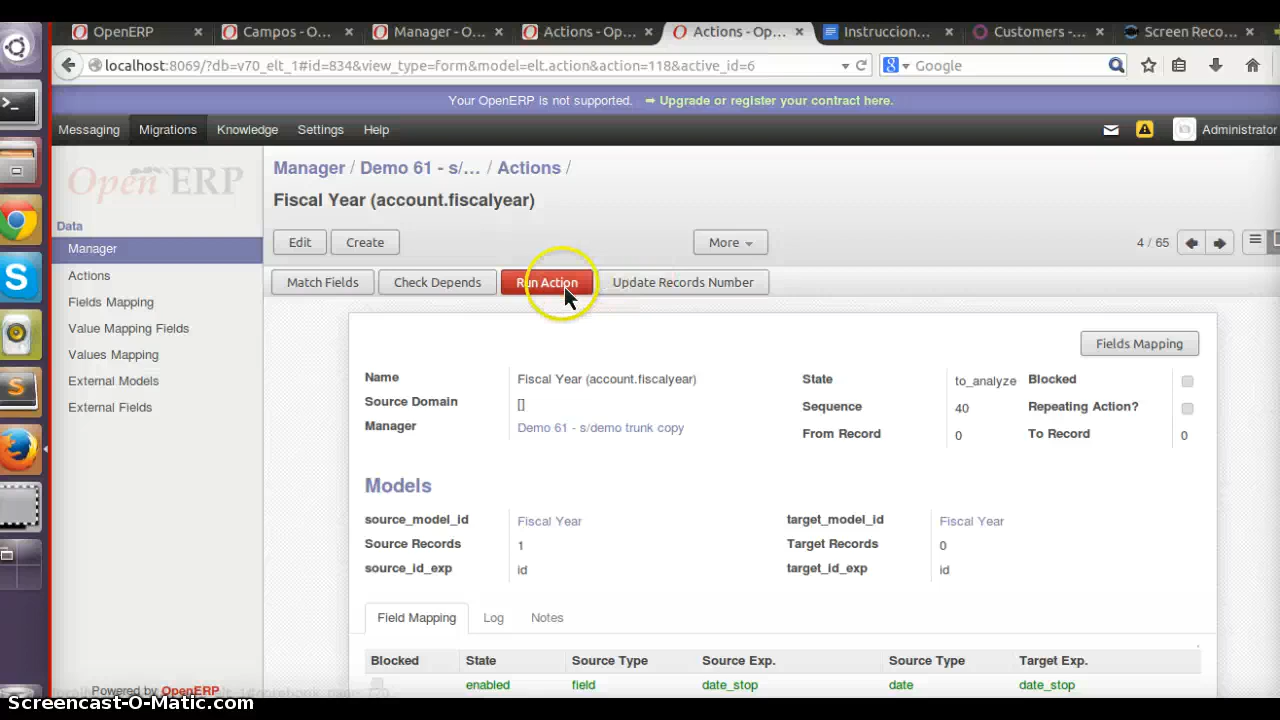 OpenERP × Campos - O... × Manager - O... × Actions - Op... × Actions - Op... × Instruccion... × Customers - ... × Screen Reco... ×
localhost:8069/?db=v70_elt_1#id=834&view_type=form&model=elt.action&action=118&active_id=6 Google
Your OpenERP is not supported. ➡ Upgrade or register your contract here.
Messaging Migrations Knowledge Settings Help Administrator
Open ERP
Manager / Demo 61 - s/... / Actions /
Fiscal Year (account.fiscalyear)
Data
Manager
Actions
Fields Mapping
Value Mapping Fields
Values Mapping
External Models
External Fields
Edit Create More 4 / 65
Match Fields Check Depends Run Action Update Records Number
Fields Mapping
Name Fiscal Year (account.fiscalyear) State to_analyze Blocked
Source Domain [] Sequence 40 Repeating Action?
Manager Demo 61 - s/demo trunk copy From Record 0 To Record 0
Models
source_model_id Fiscal Year target_model_id Fiscal Year
Source Records 1 Target Records 0
source_id_exp id target_id_exp id
Field Mapping Log Notes
Blocked State Source Type Source Exp. Source Type Target Exp.
enabled field date_stop date date_stop
Powered by OpenERP
Screencast-O-Matic.com